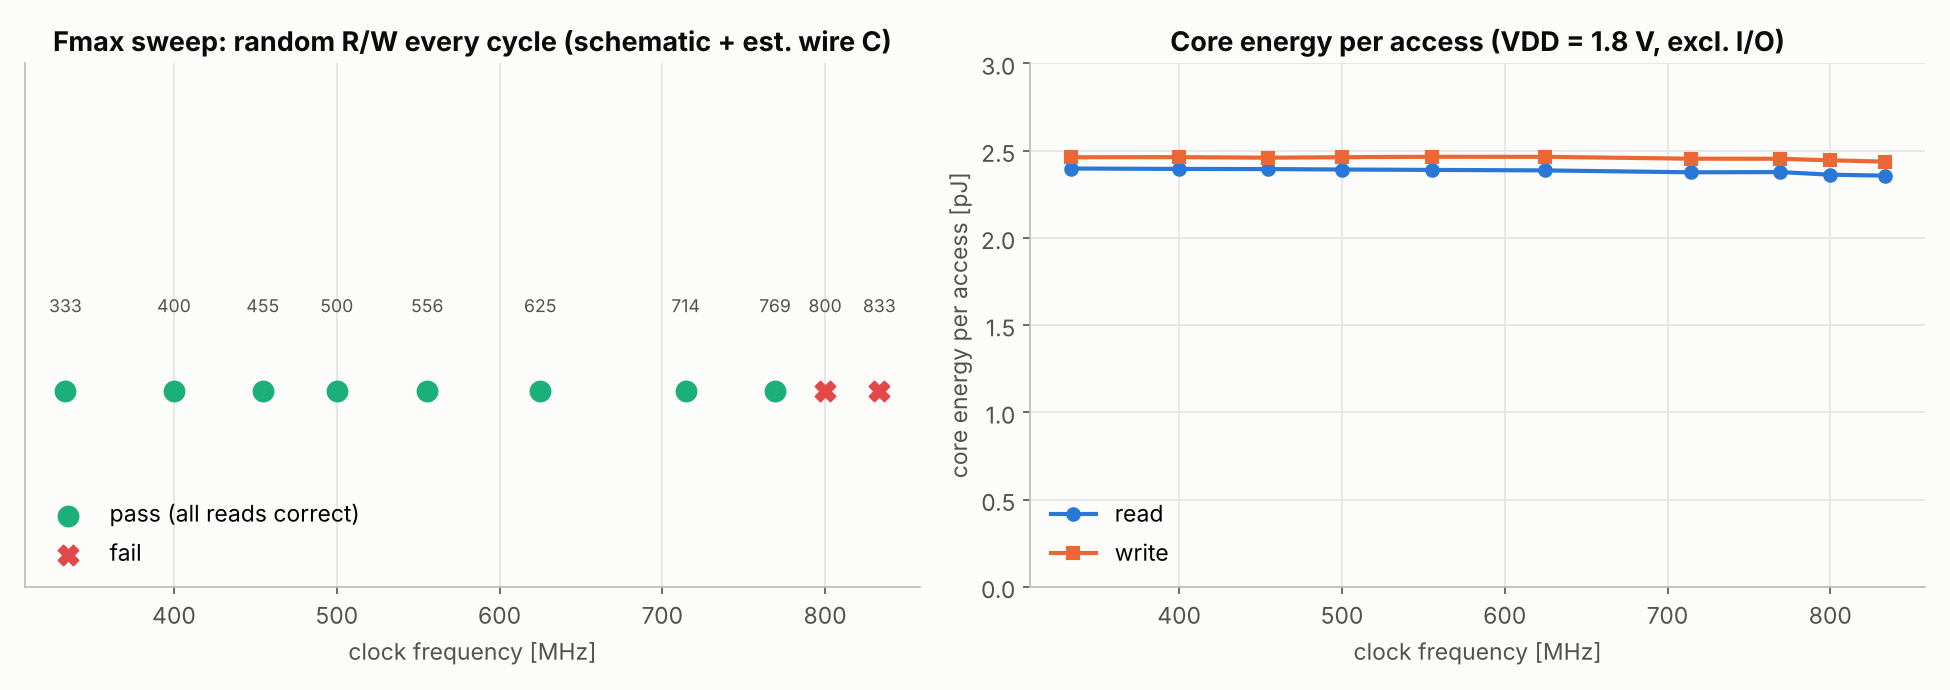 Fmax sweep: random R/W every cycle (schematic + est. wire C)
333 400 455 500 556 625 714 769 800 833
pass (all reads correct)
fail
400 500 600 700 800
clock frequency [MHz]
Core energy per access (VDD = 1.8 V, excl. I/O)
core energy per access [pJ]
3.0
2.5
2.0
1.5
1.0
0.5
0.0
read
write
400 500 600 700 800
clock frequency [MHz]